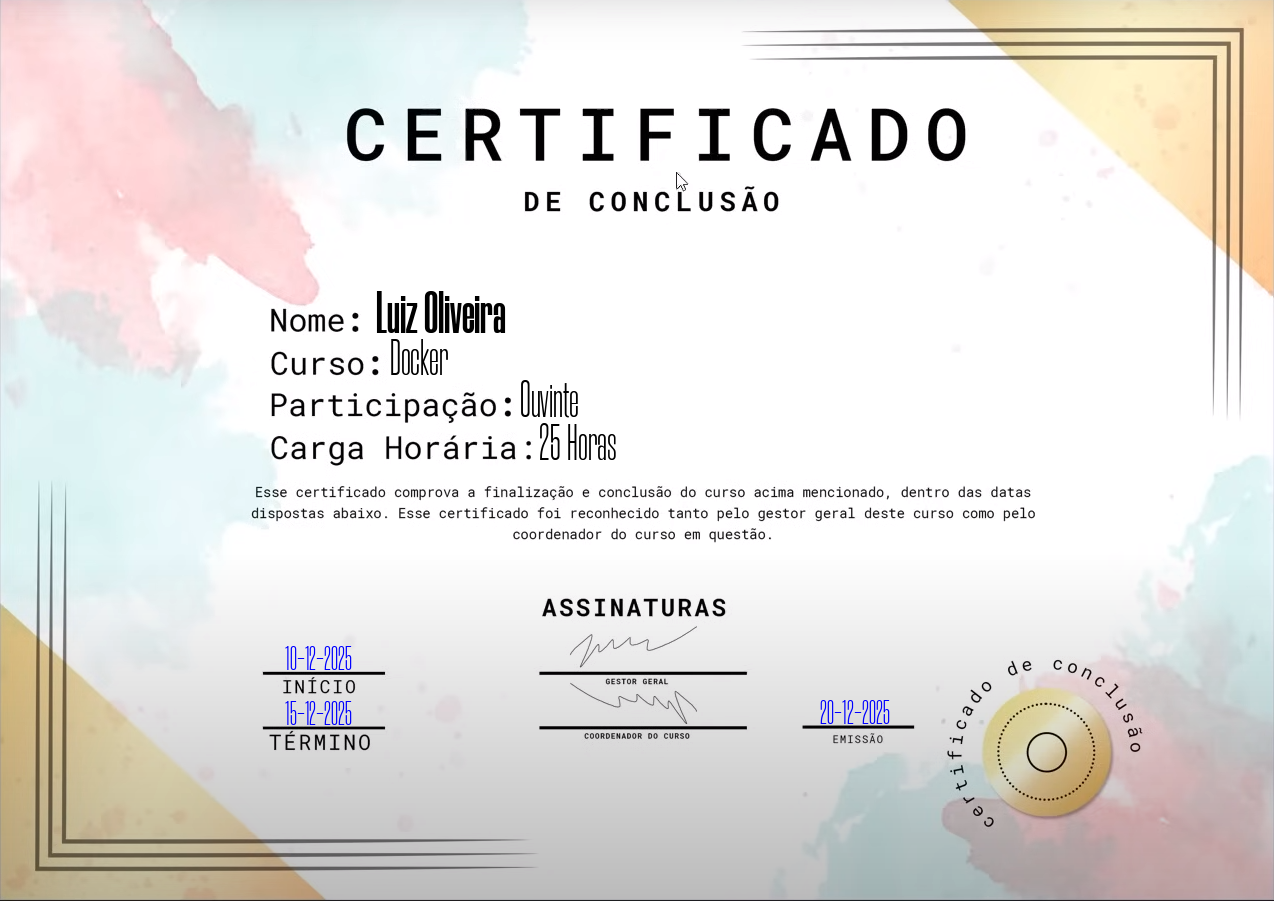 CERTIFICADO
DE CONCLUSÃO
Nome: Luiz Oliveira
Curso: Docker
Participação: Ouvinte
Carga Horária: 25 Horas
Esse certificado comprova a finalização e conclusão do curso acima mencionado, dentro das datas
dispostas abaixo. Esse certificado foi reconhecido tanto pelo gestor geral deste curso como pelo
coordenador do curso em questão.
ASSINATURAS
10-12-2025
INÍCIO
GESTOR GERAL
15-12-2025
TÉRMINO
COORDENADOR DO CURSO
20-12-2025
EMISSÃO
certificado de conclusão